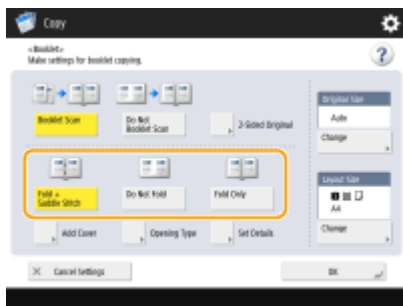 Copy
<Booklet>
Make settings for booklet copying.
?
Booklet Scan
Do Not
Booklet Scan
2-Sided Original
Original Size
Auto
Change
Fold +
Saddle Stitch
Do Not Fold
Fold Only
Layout Size
A4
Change
Add Cover
Opening Type
Set Details
Cancel Settings
OK